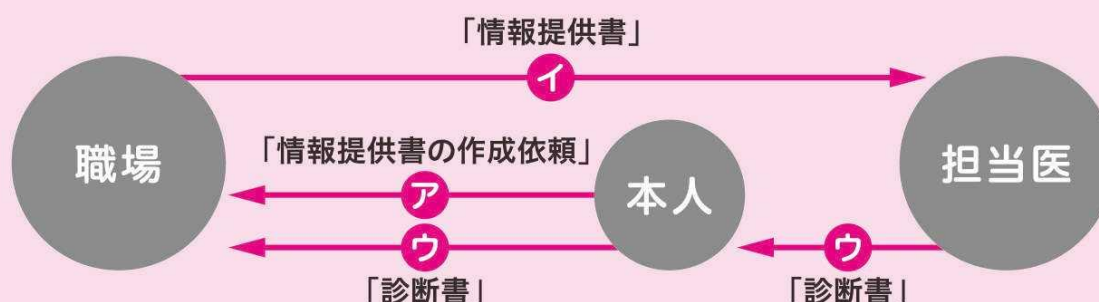 「情報提供書」
イ
職場
「情報提供書の作成依頼」
ア
本人
担当医
ウ
ウ
「診断書」
「診断書」